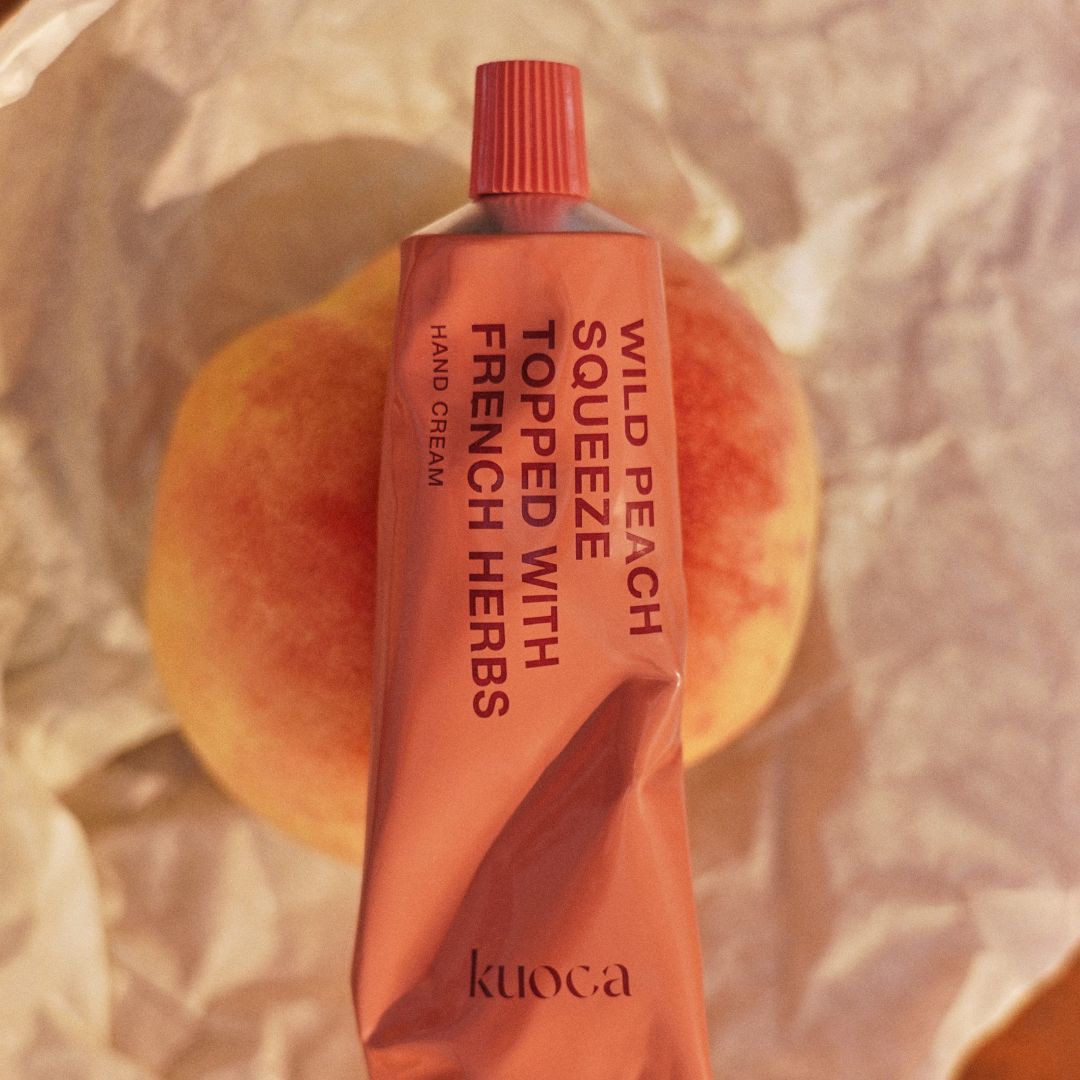 WILD PEACH
SQUEEZE
TOPPED WITH
FRENCH HERBS
HAND CREAM
kuoca